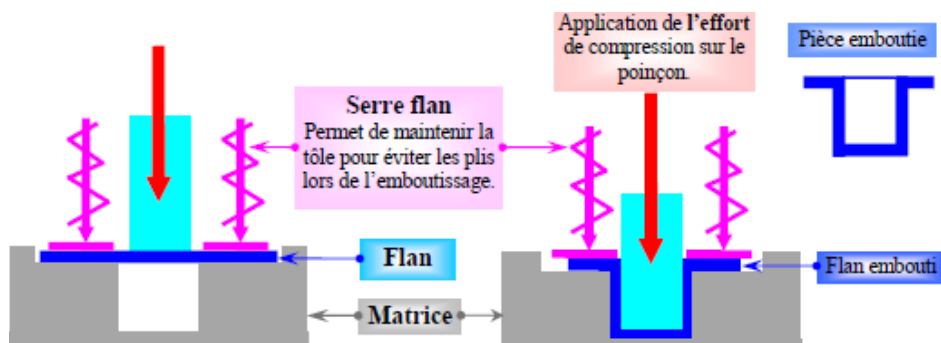 Application de l'effort
de compression sur le
poinçon.
Pièce emboutie
Serre flan
Permet de maintenir la
tôle pour éviter les plis
lors de l'emboutissage.
Flan
Flan embouti
Matrice